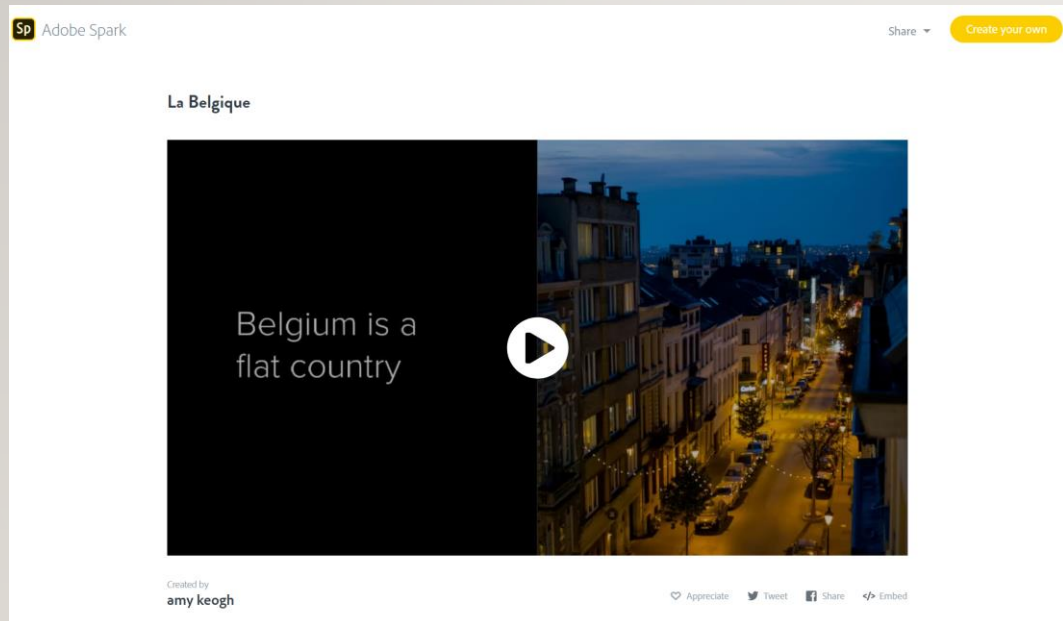 Sp Adobe Spark
Share
Create your own
La Belgique
Belgium is a
flat country
Created by
amy keogh
Appreciate Tweet Share </> Embed